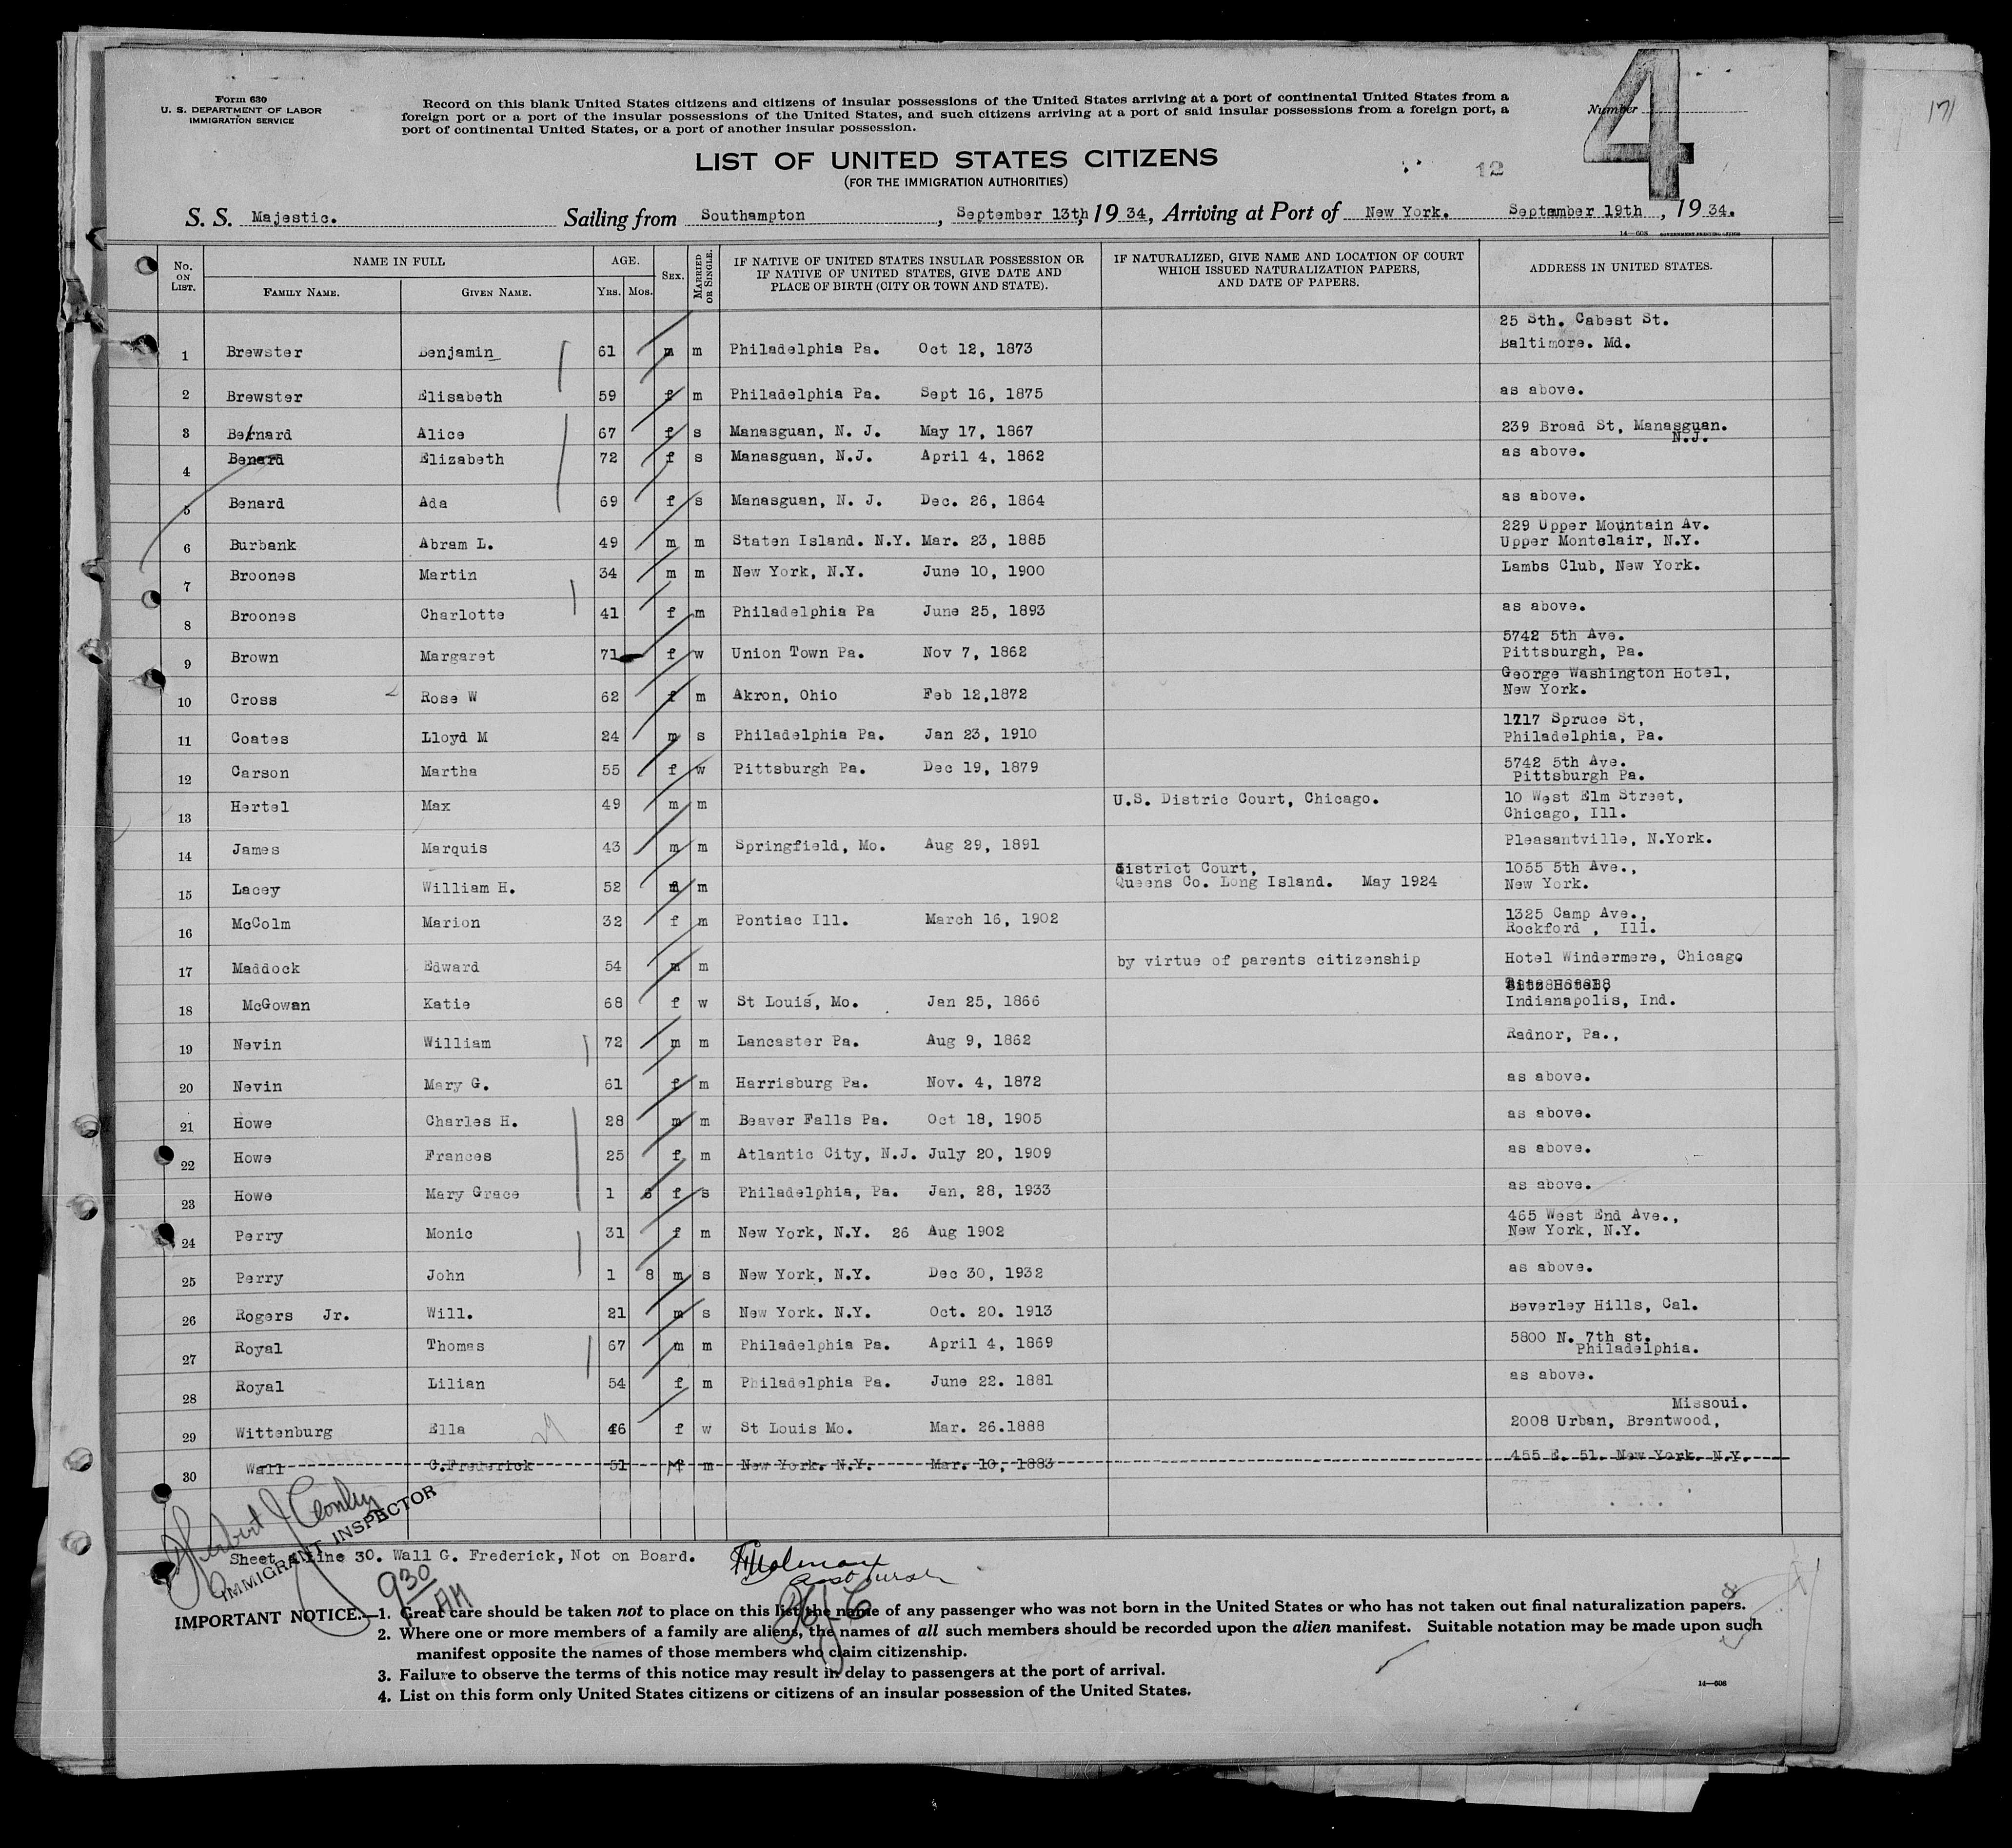 Form 630
U. S. DEPARTMENT OF LABOR
IMMIGRATION SERVICE
Record on this blank United States citizens and citizens of insular possessions of the United States arriving at a port of continental United States from a
foreign port or a port of the insular possessions of the United States, and such citizens arriving at a port of said insular possessions from a foreign port, a
port of continental United States, or a port of another insular possession.
Number
4
171
LIST OF UNITED STATES CITIZENS
(FOR THE IMMIGRATION AUTHORITIES)
12
S. S. Majestic. Sailing from Southampton, September 13th, 1934, Arriving at Port of New York. September 19th, 1934.
14—608 GOVERNMENT PRINTING OFFICE
No. ON LIST. NAME IN FULL FAMILY NAME. GIVEN NAME. AGE. YRS. MOS. SEX. MARRIED OR SINGLE. IF NATIVE OF UNITED STATES INSULAR POSSESSION OR IF NATIVE OF UNITED STATES, GIVE DATE AND PLACE OF BIRTH (CITY OR TOWN AND STATE). IF NATURALIZED, GIVE NAME AND LOCATION OF COURT WHICH ISSUED NATURALIZATION PAPERS, AND DATE OF PAPERS. ADDRESS IN UNITED STATES.
25 Sth. Cabest St.
1 Brewster Benjamin 61 m m Philadelphia Pa. Oct 12, 1873 Baltimore. Md.
2 Brewster Elisabeth 59 f m Philadelphia Pa. Sept 16, 1875 as above.
3 Bernard Alice 67 f s Manasguan, N. J. May 17, 1867 239 Broad St, Manasguan.
N.J.
4 Benard Elizabeth 72 f s Manasguan, N.J. April 4, 1862 as above.
5 Benard Ada 69 f s Manasguan, N. J. Dec. 26, 1864 as above.
229 Upper Mountain Av.
6 Burbank Abram L. 49 m m Staten Island. N.Y. Mar. 23, 1885 Upper Montelair, N.Y.
7 Broones Martin 34 m m New York, N.Y. June 10, 1900 Lambs Club, New York.
8 Broones Charlotte 41 f m Philadelphia Pa June 25, 1893 as above.
5742 5th Ave.
9 Brown Margaret 71 f w Union Town Pa. Nov 7, 1862 Pittsburgh, Pa.
George Washington Hotel,
10 Cross Rose W 62 f m Akron, Ohio Feb 12,1872 New York.
1717 Spruce St,
11 Coates Lloyd M 24 m s Philadelphia Pa. Jan 23, 1910 Philadelphia, Pa.
5742 5th Ave.
12 Carson Martha 55 f w Pittsburgh Pa. Dec 19, 1879 Pittsburgh Pa.
13 Hertel Max 49 m m U.S. Distric Court, Chicago. 10 West Elm Street,
Chicago, Ill.
14 James Marquis 43 m m Springfield, Mo. Aug 29, 1891 Pleasantville, N.York.
district Court, 1055 5th Ave.,
15 Lacey William H. 52 m m Queens Co. Long Island. May 1924 New York.
1325 Camp Ave.,
16 McColm Marion 32 f m Pontiac Ill. March 16, 1902 Rockford , Ill.
17 Maddock Edward 54 m m by virtue of parents citizenship Hotel Windermere, Chicago
18 McGowan Katie 68 f w St Louis, Mo. Jan 25, 1866 Indianapolis, Ind.
19 Nevin William 72 m m Lancaster Pa. Aug 9, 1862 Radnor, Pa.,
20 Nevin Mary G. 61 f m Harrisburg Pa. Nov. 4, 1872 as above.
21 Howe Charles H. 28 m m Beaver Falls Pa. Oct 18, 1905 as above.
22 Howe Frances 25 f m Atlantic City, N.J. July 20, 1909 as above.
23 Howe Mary Grace 1 6 f s Philadelphia, Pa. Jan, 28, 1933 as above.
465 West End Ave.,
24 Perry Monic 31 f m New York, N.Y. 26 Aug 1902 New York, N.Y.
25 Perry John 1 8 m s New York, N.Y. Dec 30, 1932 as above.
26 Rogers Jr. Will. 21 m s New York. N.Y. Oct. 20. 1913 Beverley Hills, Cal.
27 Royal Thomas 67 m m Philadelphia Pa. April 4, 1869 5800 N. 7th st.
Philadelphia.
28 Royal Lilian 54 f m Philadelphia Pa. June 22. 1881 as above.
Missoui.
29 Wittenburg Ella 46 f w St Louis Mo. Mar. 26.1888 2008 Urban, Brentwood,
30 Wall G.Frederick 51 m New York. N.Y. Mar. 10, 1883 455 E. 51. New York. N.Y.
IMMIGRANT INSPECTOR
Sheet 4 Line 30. Wall G. Frederick, Not on Board.
930 AM
IMPORTANT NOTICE.—1. Great care should be taken not to place on this list the name of any passenger who was not born in the United States or who has not taken out final naturalization papers.
2. Where one or more members of a family are aliens, the names of all such members should be recorded upon the alien manifest. Suitable notation may be made upon such
manifest opposite the names of those members who claim citizenship.
3. Failure to observe the terms of this notice may result in delay to passengers at the port of arrival.
4. List on this form only United States citizens or citizens of an insular possession of the United States.
14—608